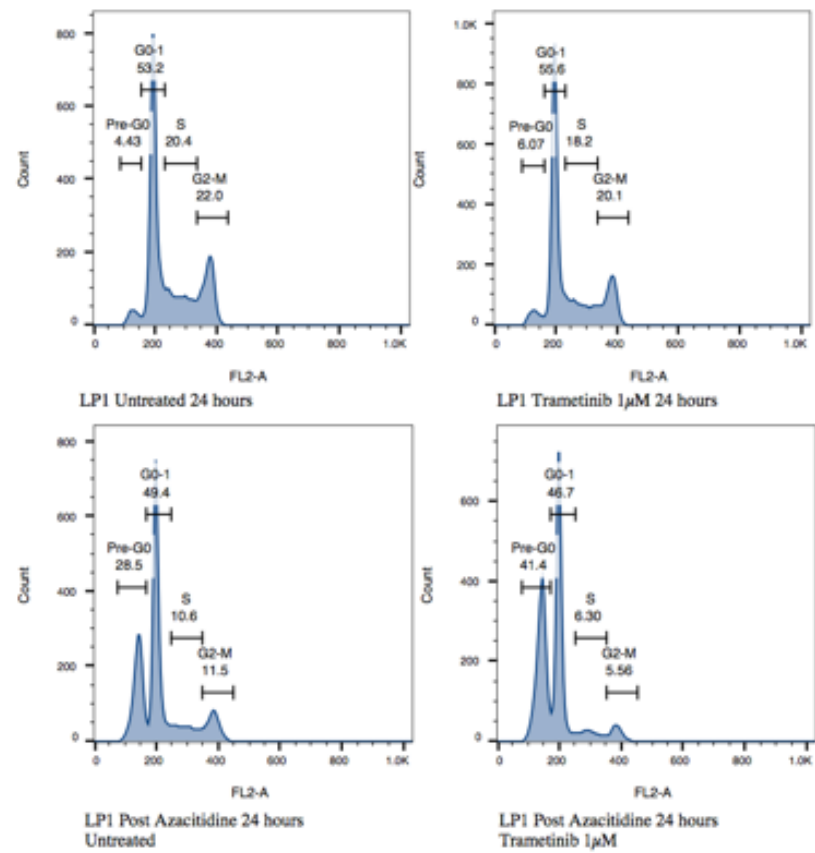 800
600
400
200
0
Count
G0-1
53.2
Pre-G0
4.43
S
20.4
G2-M
22.0
0 200 400 600 800 1.0K
FL2-A
LP1 Untreated 24 hours
1.0K
800
600
400
200
0
Count
G0-1
55.6
Pre-G0
6.07
S
18.2
G2-M
20.1
0 200 400 600 800 1.0K
FL2-A
LP1 Trametinib 1μM 24 hours
800
600
400
200
0
Count
G0-1
49.4
Pre-G0
28.5
S
10.6
G2-M
11.5
0 200 400 600 800 1.0K
FL2-A
LP1 Post Azacitidine 24 hours
Untreated
600
400
200
0
Count
G0-1
46.7
Pre-G0
41.4
S
6.30
G2-M
5.56
0 200 400 600 800 1.0K
FL2-A
LP1 Post Azacitidine 24 hours
Trametinib 1μM